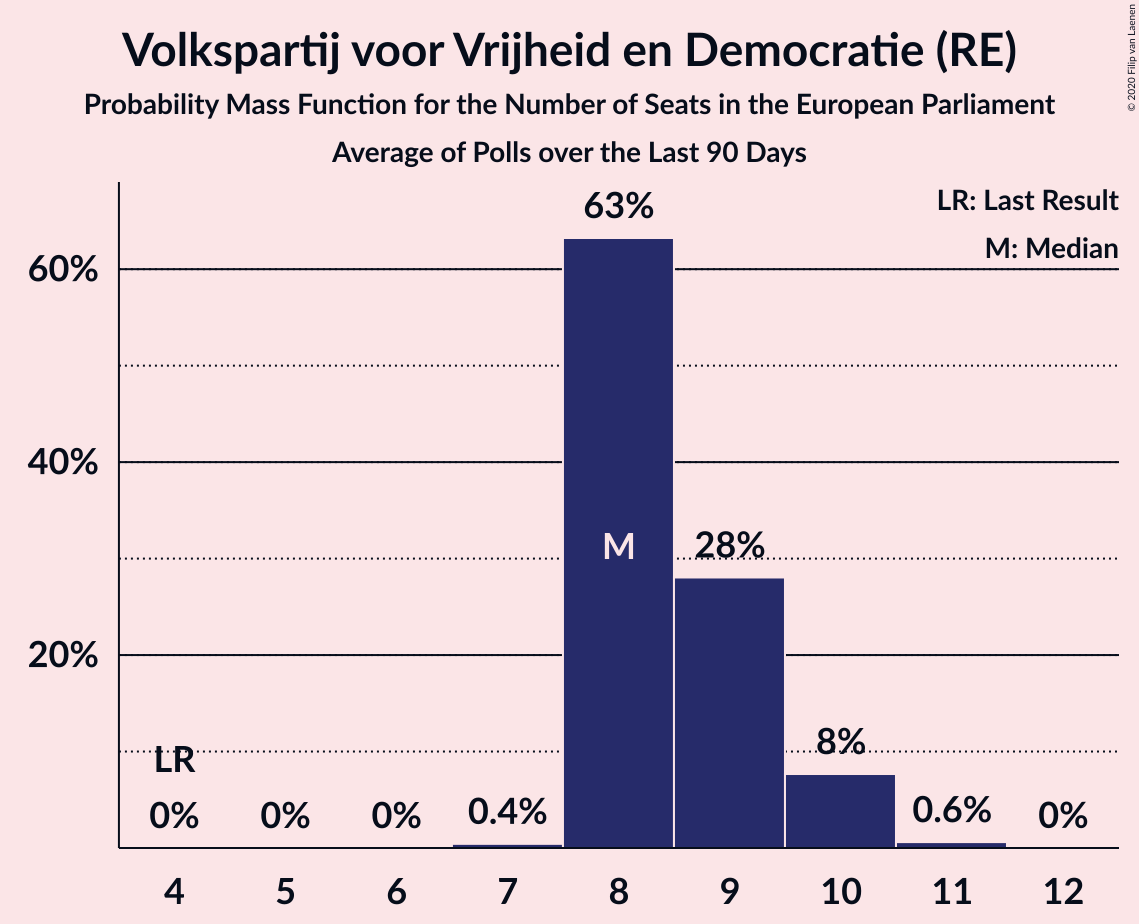 Volkspartij voor Vrijheid en Democratie (RE)
Probability Mass Function for the Number of Seats in the European Parliament
Average of Polls over the Last 90 Days
© 2020 Filip van Laenen
LR: Last Result
M: Median
63%
60%
40%
M
28%
20%
LR
8%
0%
0%
0%
0.4%
0.6%
0%
4
5
6
7
8
9
10
11
12